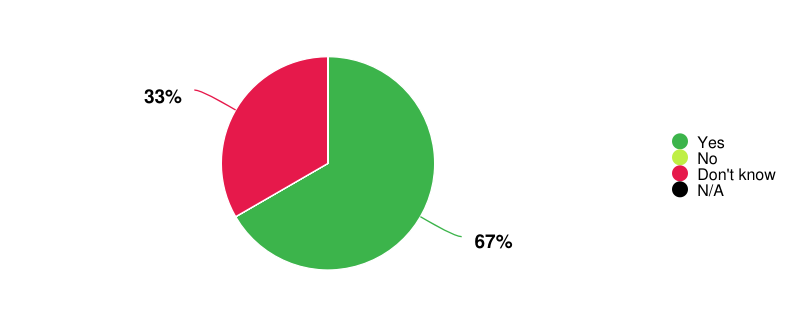 33%
67%
Yes
No
Don't know
N/A